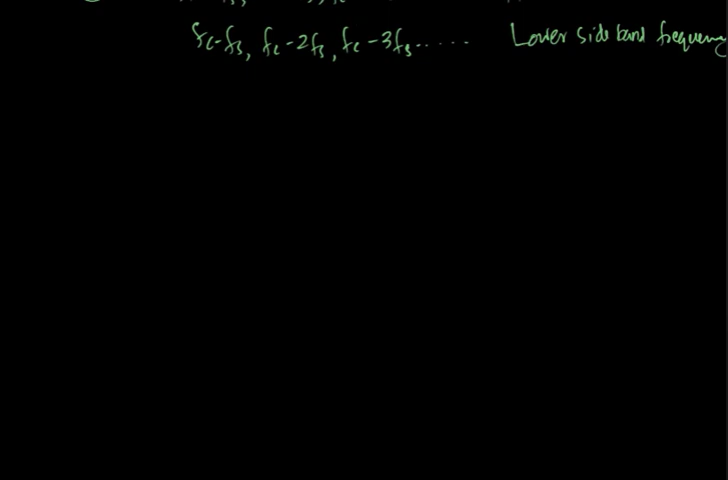 fc-fs, fc-2fs, fc-3fs...... Lower side band frequency